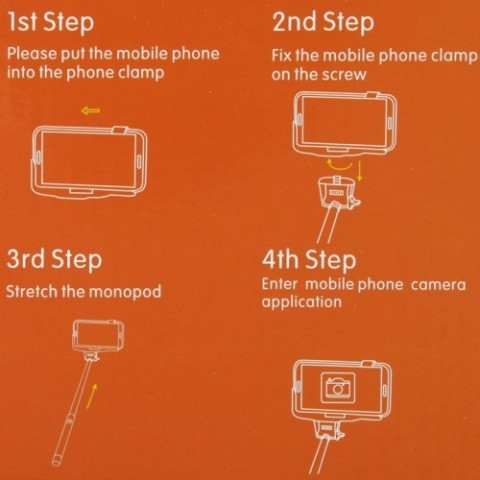 1st Step
Please put the mobile phone
into the phone clamp
2nd Step
Fix the mobile phone clamp
on the screw
3rd Step
Stretch the monopod
4th Step
Enter mobile phone camera
application